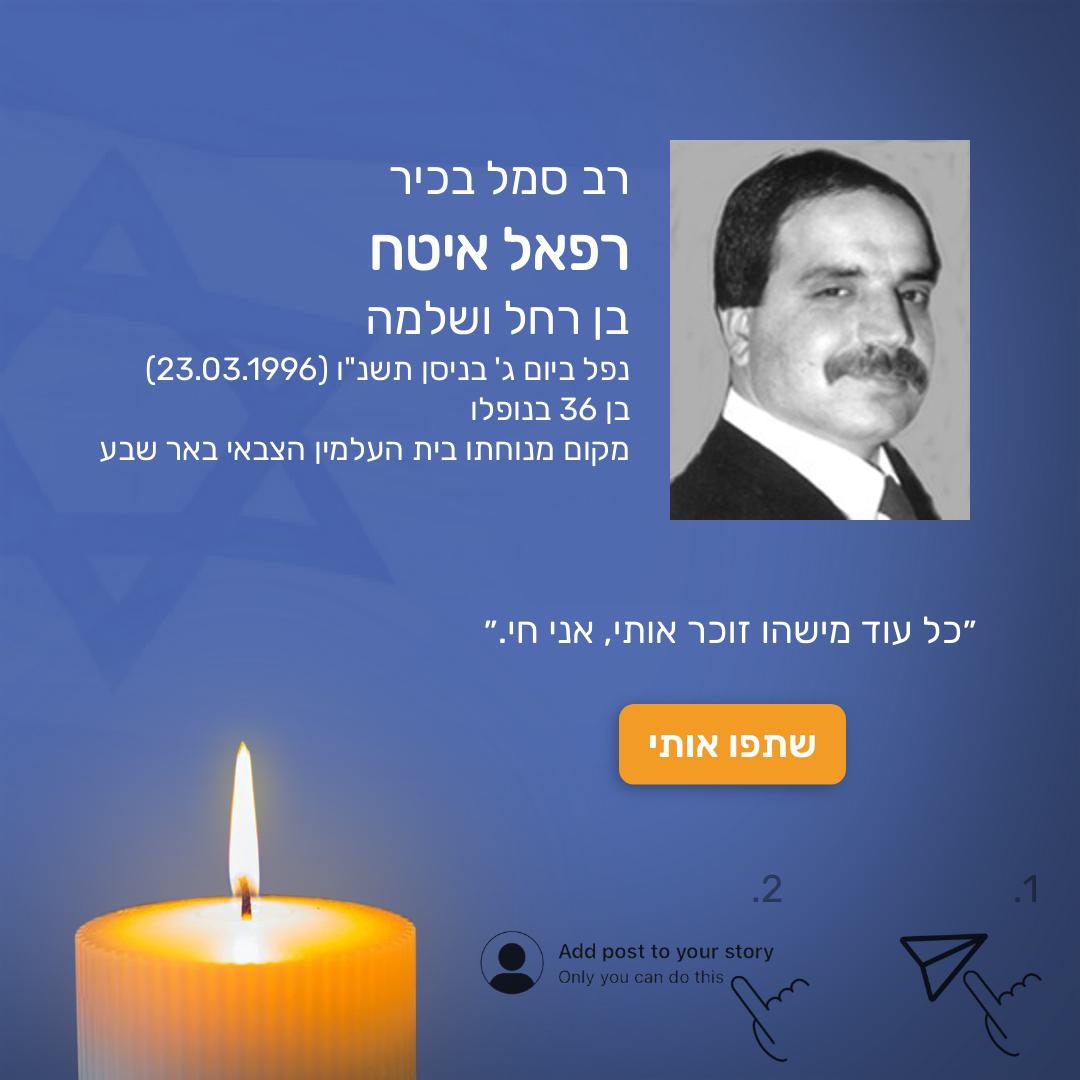 רב סמל בכיר
רפאל איטח
בן רחל ושלמה
נפל ביום ג' בניסן תשנ"ו (23.03.1996)
בן 36 בנופלו
מקום מנוחתו בית העלמין הצבאי באר שבע
״כל עוד מישהו זוכר אותי, אני חי.״
שתפו אותי
1.
2.
Add post to your story
Only you can do this